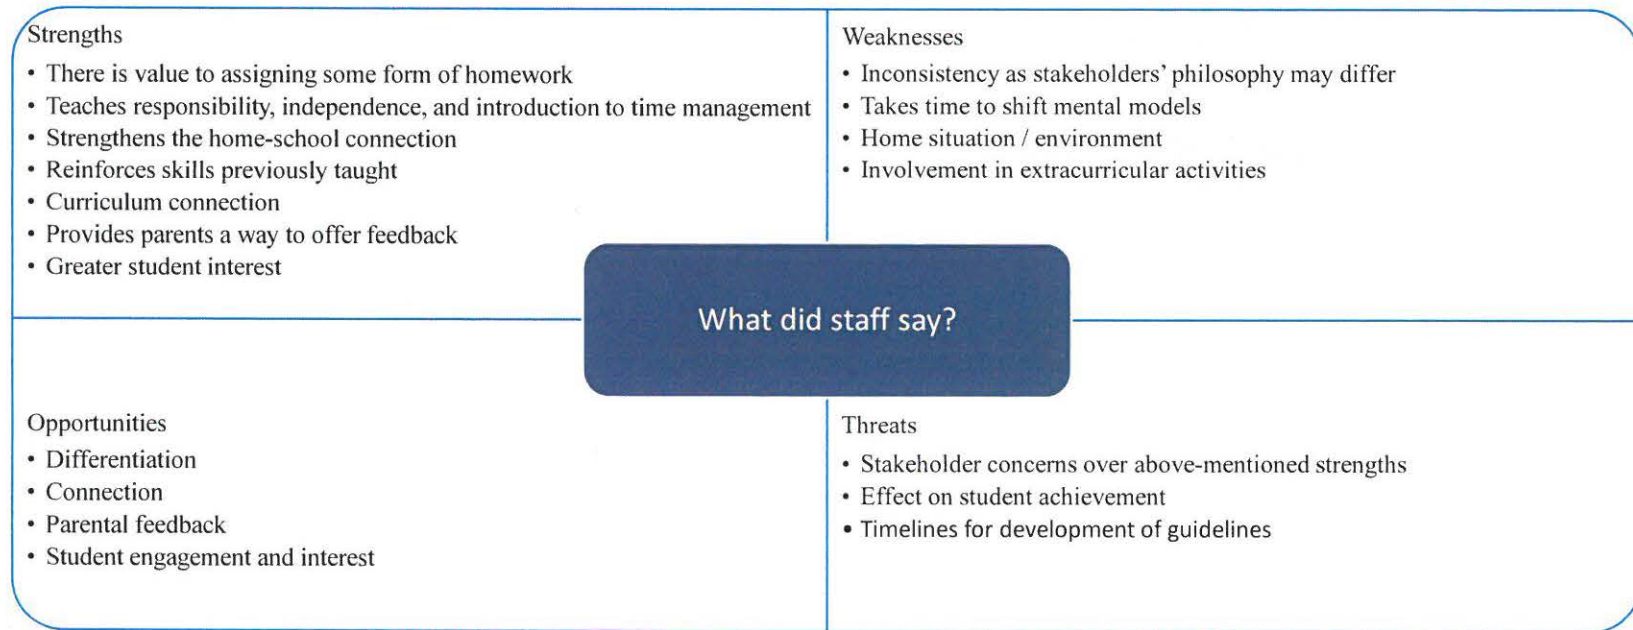 Strengths
• There is value to assigning some form of homework
• Teaches responsibility, independence, and introduction to time management
• Strengthens the home-school connection
• Reinforces skills previously taught
• Curriculum connection
• Provides parents a way to offer feedback
• Greater student interest
Weaknesses
• Inconsistency as stakeholders' philosophy may differ
• Takes time to shift mental models
• Home situation / environment
• Involvement in extracurricular activities
What did staff say?
Opportunities
• Differentiation
• Connection
• Parental feedback
• Student engagement and interest
Threats
• Stakeholder concerns over above-mentioned strengths
• Effect on student achievement
• Timelines for development of guidelines